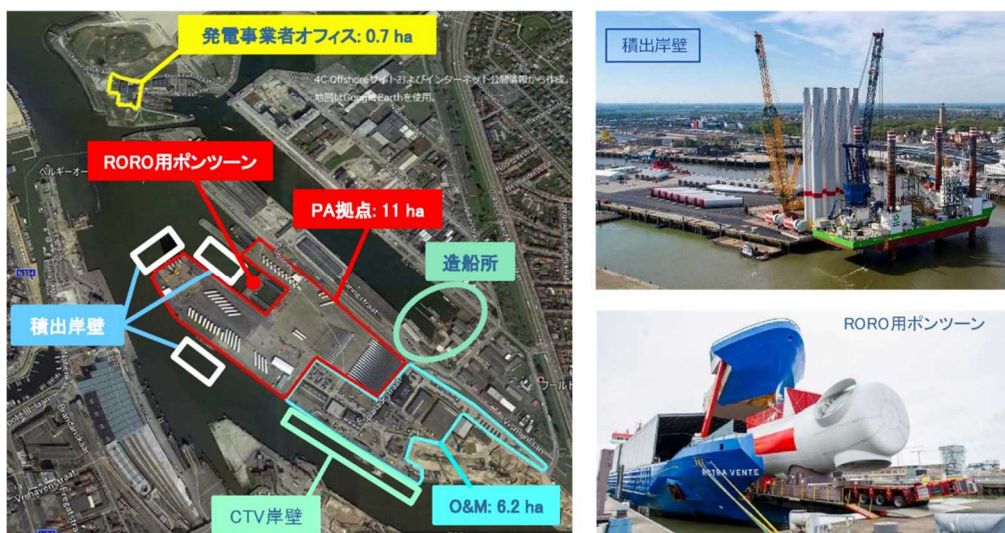 発電事業者オフィス: 0.7 ha
4C Offshoreサイトおよびインターネット公開情報から作成。
地図はGoogle Earthを使用。
RORO用ポンツーン
PA拠点: 11 ha
造船所
積出岸壁
CTV岸壁
O&M: 6.2 ha
N334
積出岸壁
RORO用ポンツーン
ROTRA VENTE